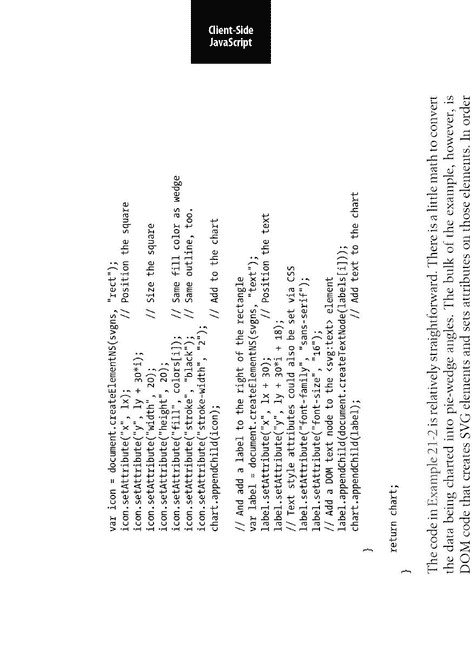 Client-Side
JavaScript
var icon = document.createElementNS(svgns, "rect");
icon.setAttribute("x", lx); // Position the square
icon.setAttribute("y", ly + 30*i);
icon.setAttribute("width", 20); // Size the square
icon.setAttribute("height", 20);
icon.setAttribute("fill", colors[i]); // Same fill color as wedge
icon.setAttribute("stroke", "black"); // Same outline, too.
icon.setAttribute("stroke-width", "2");
chart.appendChild(icon); // Add to the chart
// And add a label to the right of the rectangle
var label = document.createElementNS(svgns, "text");
label.setAttribute("x", lx + 30); // Position the text
label.setAttribute("y", ly + 30*i + 18);
// Text style attributes could also be set via CSS
label.setAttribute("font-family", "sans-serif");
label.setAttribute("font-size", "16");
// Add a DOM text node to the <svg:text> element
label.appendChild(document.createTextNode(labels[i]));
chart.appendChild(label); // Add text to the chart
}
return chart;
}
The code in Example 21-2 is relatively straightforward. There is a little math to convert
the data being charted into pie-wedge angles. The bulk of the example, however, is
DOM code that creates SVG elements and sets attributes on those elements. In order